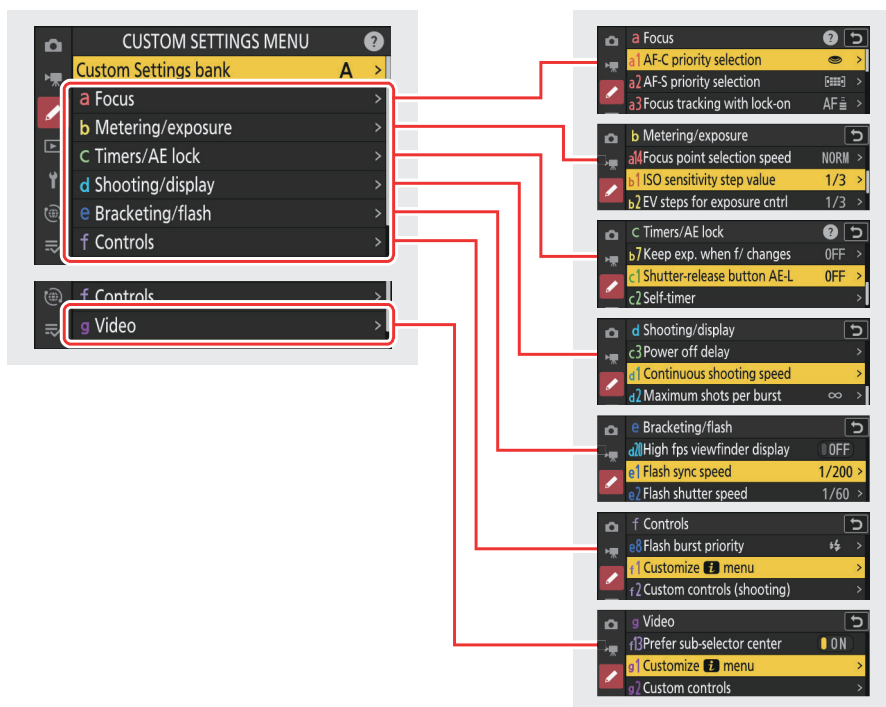 CUSTOM SETTINGS MENU ?
Custom Settings bank A >
a Focus >
b Metering/exposure >
c Timers/AE lock >
d Shooting/display >
e Bracketing/flash >
f Controls >
f Controls >
g Video >
a Focus ?
a1 AF-C priority selection >
a2 AF-S priority selection >
a3 Focus tracking with lock-on AF >
b Metering/exposure
a14 Focus point selection speed NORM >
b1 ISO sensitivity step value 1/3 >
b2 EV steps for exposure cntrl 1/3 >
c Timers/AE lock ?
b7 Keep exp. when f/ changes OFF >
c1 Shutter-release button AE-L OFF >
c2 Self-timer >
d Shooting/display
c3 Power off delay >
d1 Continuous shooting speed >
d2 Maximum shots per burst ∞ >
e Bracketing/flash
d20 High fps viewfinder display OFF
e1 Flash sync speed 1/200 >
e2 Flash shutter speed 1/60 >
f Controls
e8 Flash burst priority >
f1 Customize i menu >
f2 Custom controls (shooting) >
g Video
f13 Prefer sub-selector center ON
g1 Customize i menu >
g2 Custom controls >